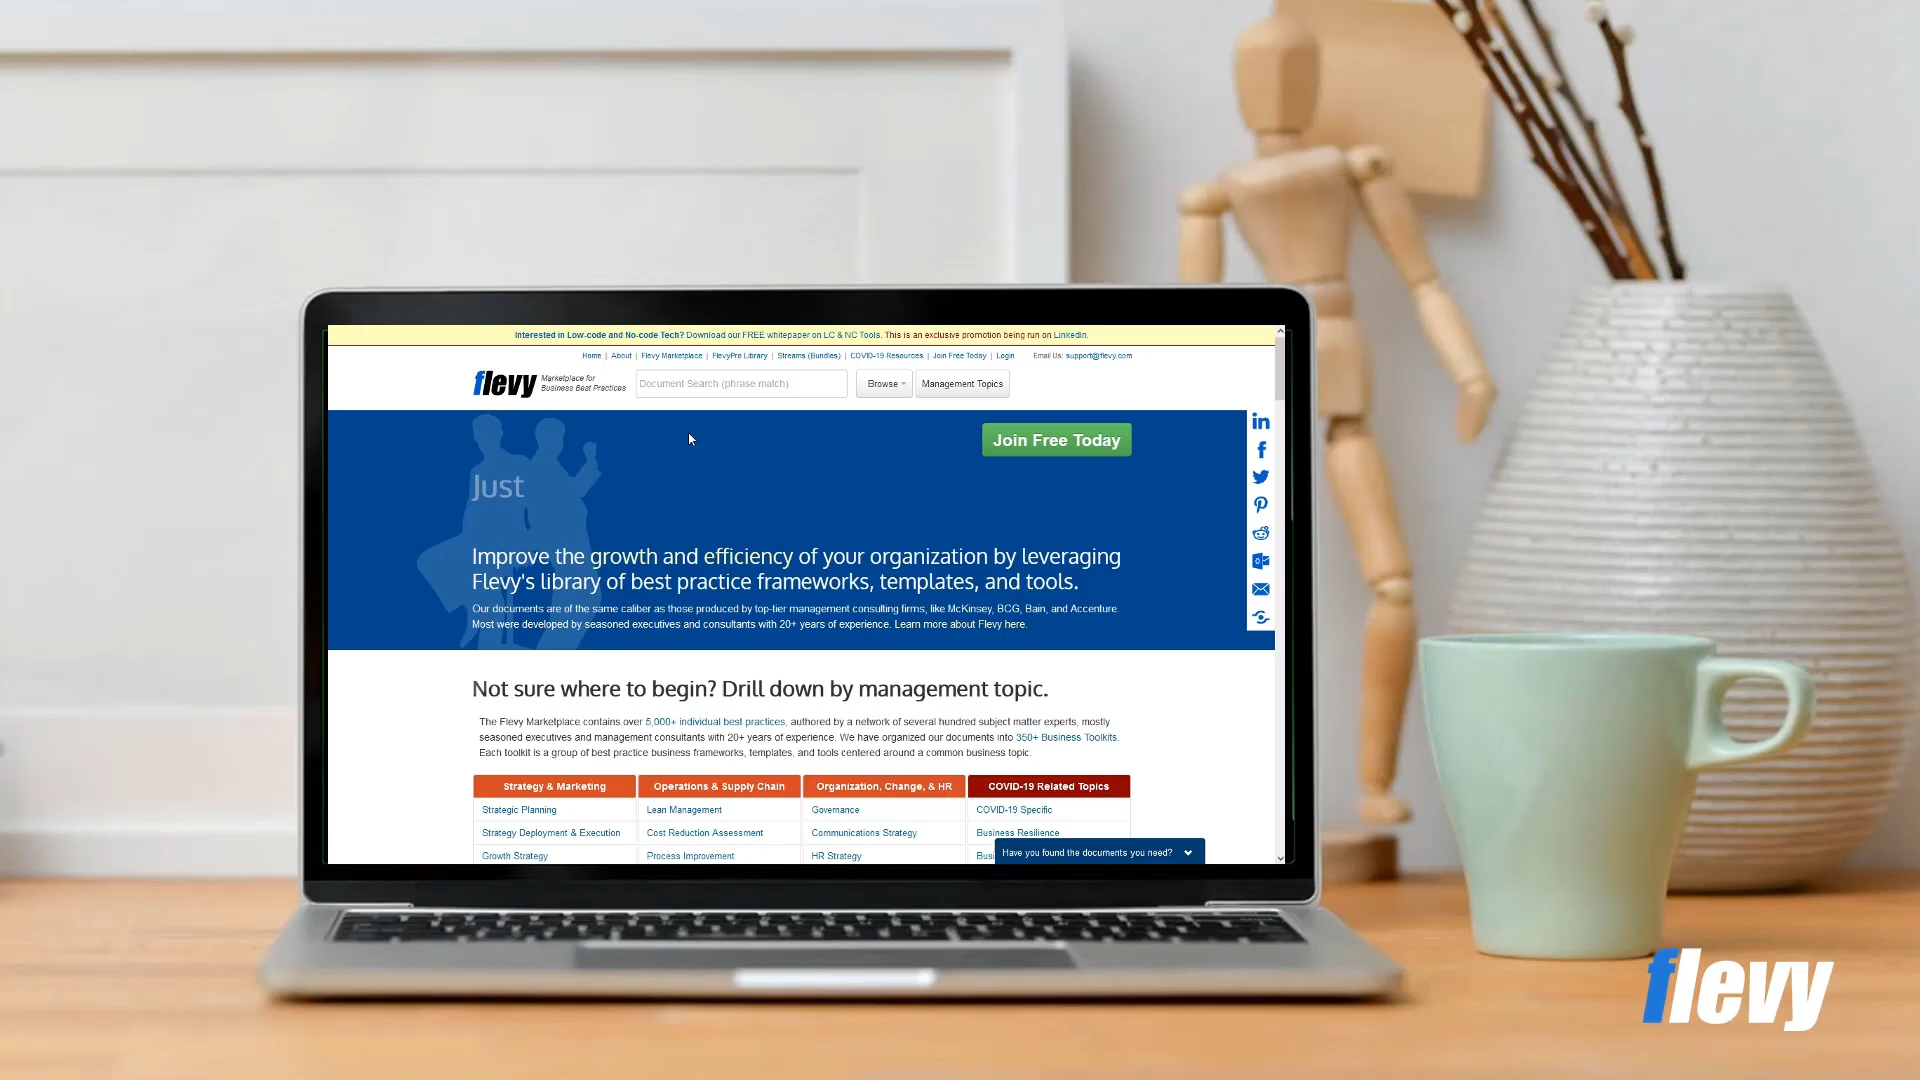 Interested in Low-code and No-code Tech? Download our FREE whitepaper on LC & NC Tools. This is an exclusive promotion being run on LinkedIn.
Home | About | Flevy Marketplace | FlevyPro Library | Streams (Bundles) | COVID-19 Resources | Join Free Today | Login Email Us: support@flevy.com
flevy Marketplace for Business Best Practices
Document Search (phrase match) Browse Management Topics
Join Free Today
Just
Improve the growth and efficiency of your organization by leveraging
Flevy's library of best practice frameworks, templates, and tools.
Our documents are of the same caliber as those produced by top-tier management consulting firms, like McKinsey, BCG, Bain, and Accenture.
Most were developed by seasoned executives and consultants with 20+ years of experience. Learn more about Flevy here.
Not sure where to begin? Drill down by management topic.
The Flevy Marketplace contains over 5,000+ individual best practices, authored by a network of several hundred subject matter experts, mostly
seasoned executives and management consultants with 20+ years of experience. We have organized our documents into 350+ Business Toolkits.
Each toolkit is a group of best practice business frameworks, templates, and tools centered around a common business topic.
Strategy & Marketing Operations & Supply Chain Organization, Change, & HR COVID-19 Related Topics
Strategic Planning Lean Management Governance COVID-19 Specific
Strategy Deployment & Execution Cost Reduction Assessment Communications Strategy Business Resilience
Growth Strategy Process Improvement HR Strategy Busi
Have you found the documents you need?
flevy